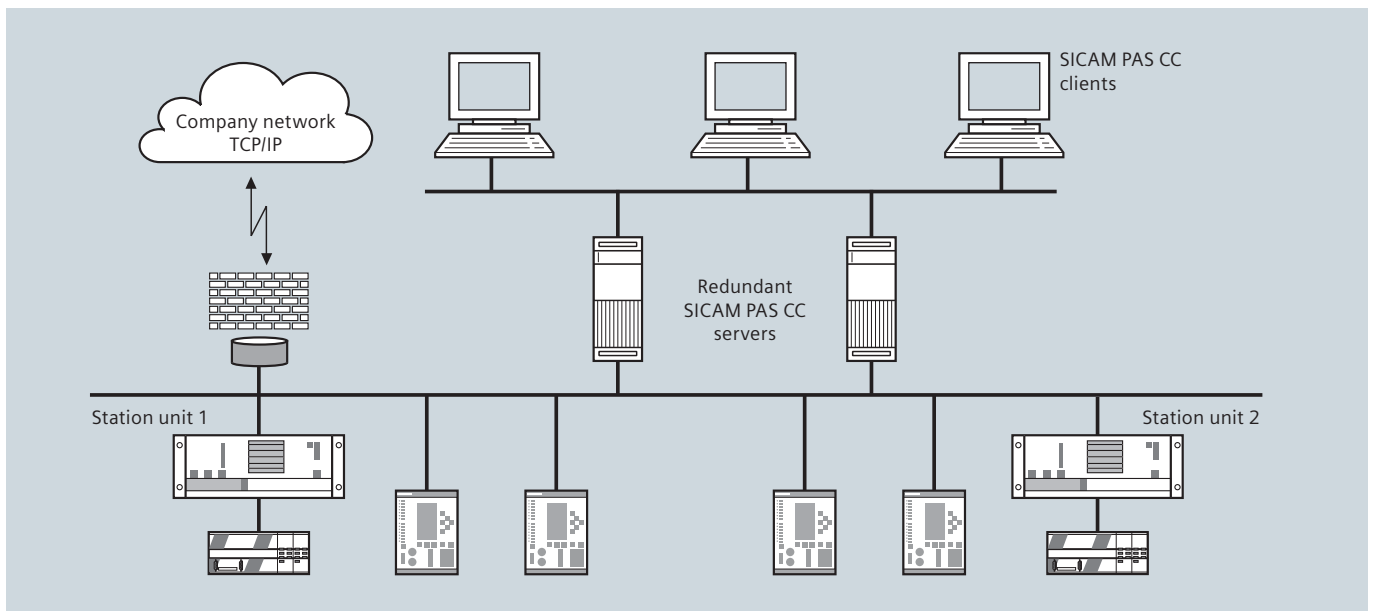 SICAM PAS CC
clients
Company network
TCP/IP
Redundant
SICAM PAS CC
servers
Station unit 1
Station unit 2